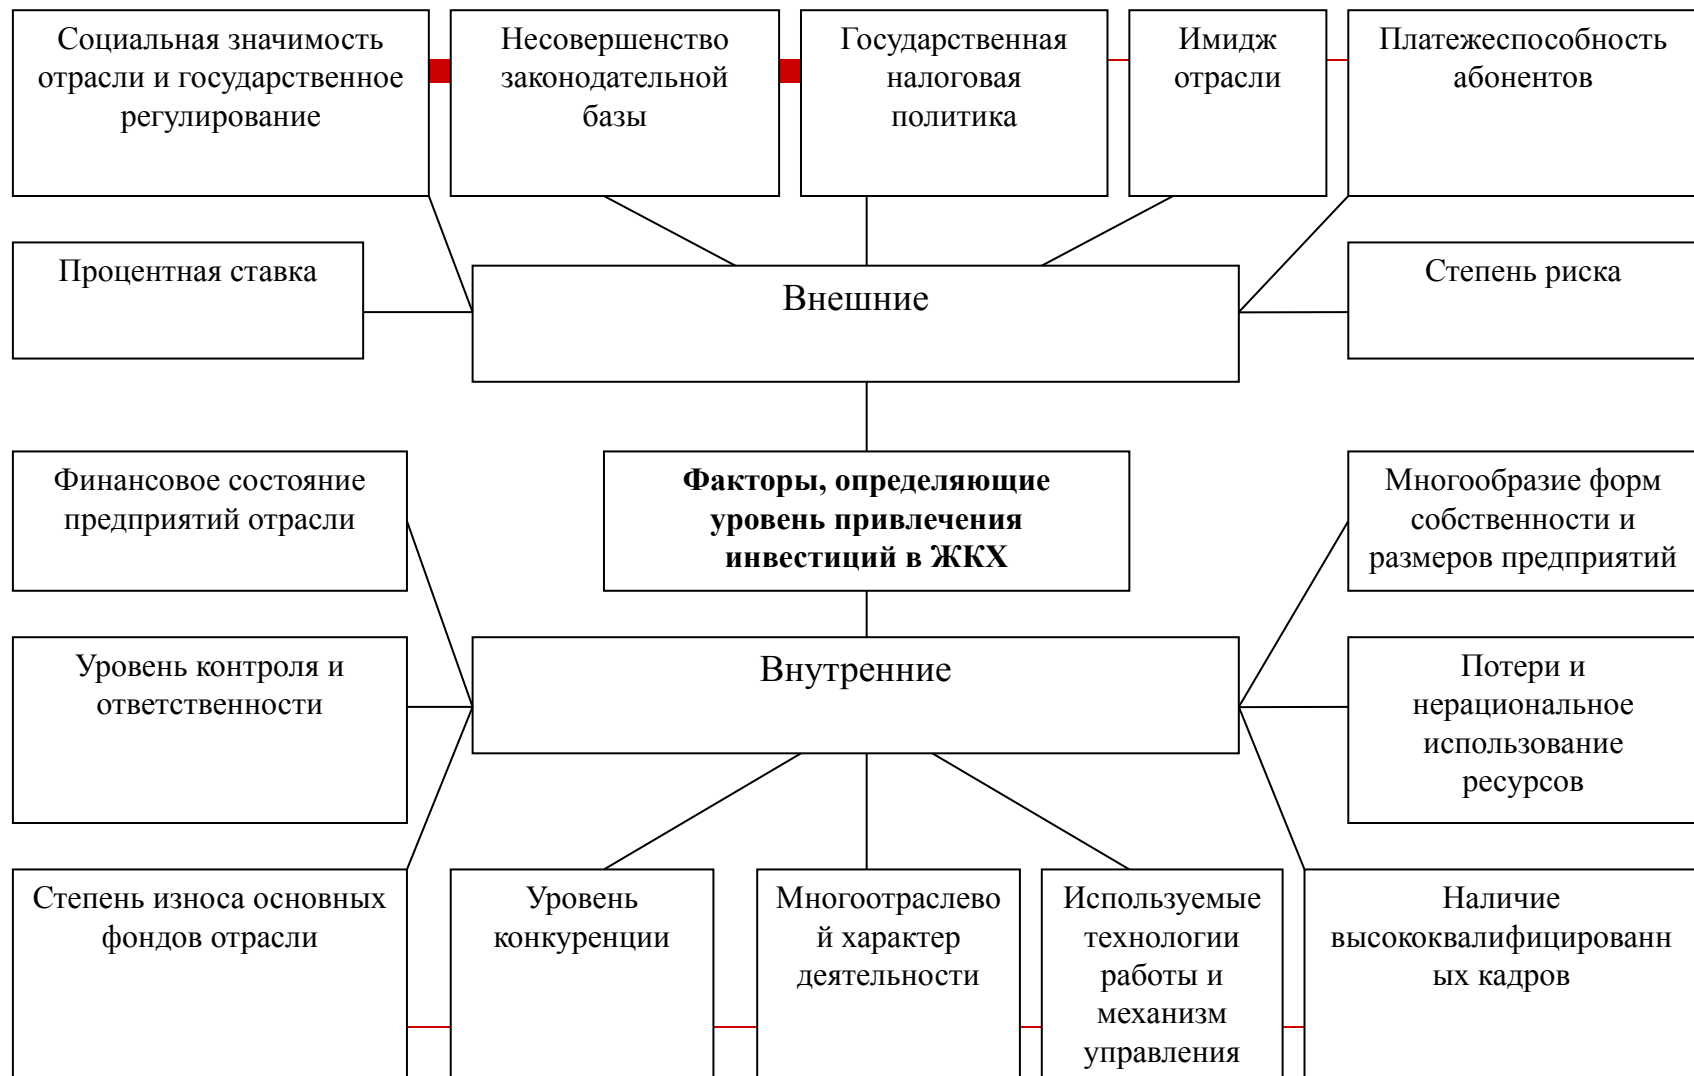 Социальная значимость
отрасли и государственное
регулирование
Несовершенство
законодательной
базы
Государственная
налоговая
политика
Имидж
отрасли
Платежеспособность
абонентов
Процентная ставка
Внешние
Степень риска
Финансовое состояние
предприятий отрасли
Факторы, определяющие
уровень привлечения
инвестиций в ЖКХ
Многообразие форм
собственности и
размеров предприятий
Уровень контроля и
ответственности
Внутренние
Потери и
нерациональное
использование
ресурсов
Степень износа основных
фондов отрасли
Уровень
конкуренции
Многоотраслево
й характер
деятельности
Используемые
технологии
работы и
механизм
управления
Наличие
высококвалифицированн
ых кадров